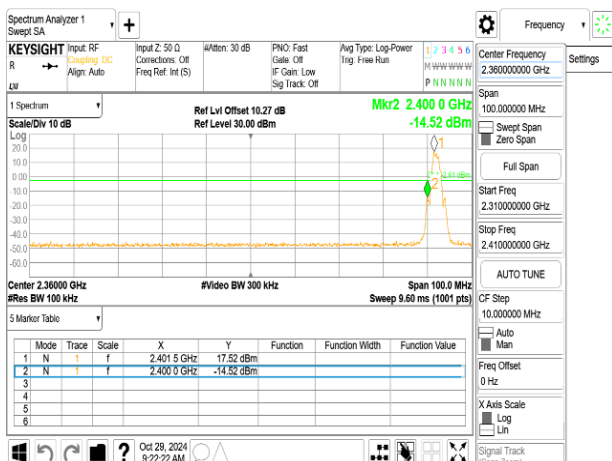 Spectrum Analyzer 1
Swept SA
Frequency
KEYSIGHT
Input: RF
Coupling: DC
Align: Auto
Input Z: 50 Ω
Corrections: Off
Freq Ref: Int (S)
#Atten: 30 dB
PNO: Fast
Gate: Off
IF Gain: Low
Sig Track: Off
Avg Type: Log-Power
Trig: Free Run
1 2 3 4 5 6
M W W W W W
P N N N N N
R
LXI
Center Frequency
2.360000000 GHz
Settings
Span
100.000000 MHz
Swept Span
Zero Span
Full Span
Start Freq
2.310000000 GHz
Stop Freq
2.410000000 GHz
AUTO TUNE
CF Step
10.000000 MHz
Auto
Man
Freq Offset
0 Hz
X Axis Scale
Log
Lin
Signal Track
1 Spectrum
Scale/Div 10 dB
Ref Lvl Offset 10.27 dB
Ref Level 30.00 dBm
Mkr2 2.400 0 GHz
-14.52 dBm
Log
20.0
10.0
0.00
-10.0
-20.0
-30.0
-40.0
-50.0
-60.0
1
2
Center 2.36000 GHz
#Res BW 100 kHz
#Video BW 300 kHz
Span 100.0 MHz
Sweep 9.60 ms (1001 pts)
5 Marker Table
Mode Trace Scale X Y Function Function Width Function Value
1 N 1 f 2.401 5 GHz 17.52 dBm
2 N 1 f 2.400 0 GHz -14.52 dBm
3
4
5
6
?
Oct 29, 2024
9:22:22 AM